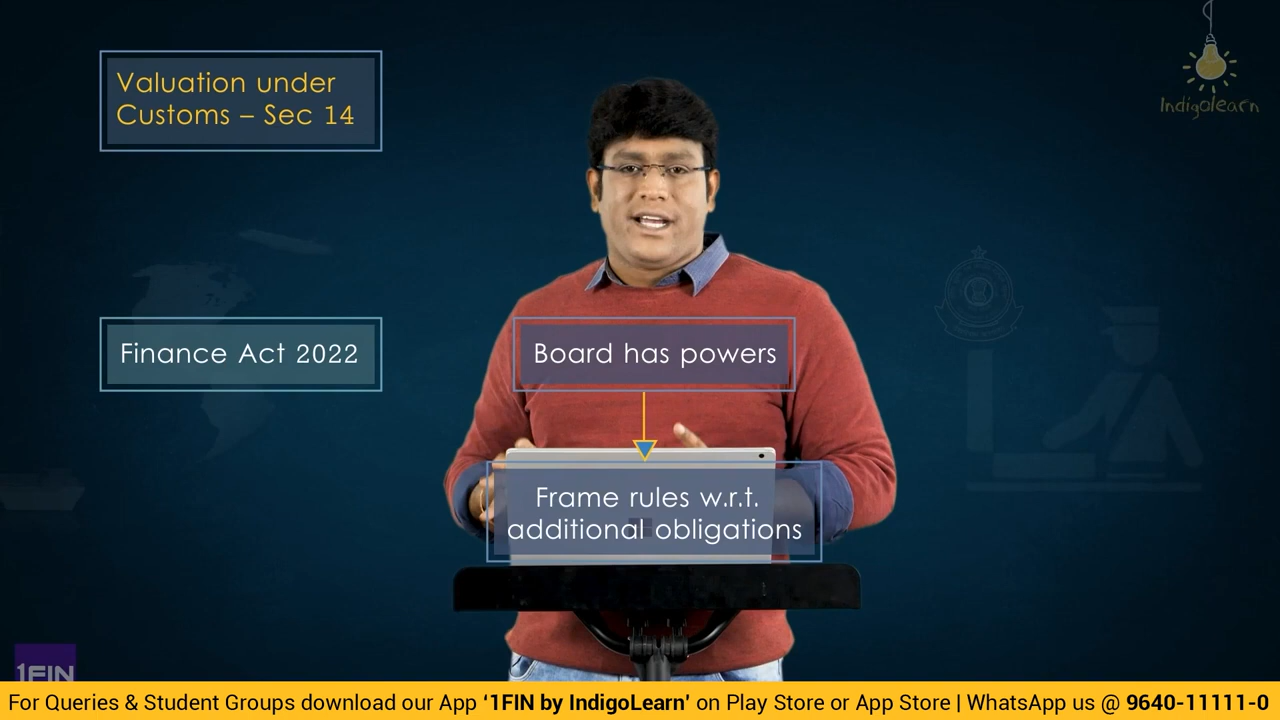 Valuation under
Customs – Sec 14
Indigolearn
Finance Act 2022
Board has powers
Frame rules w.r.t.
additional obligations
1FIN
For Queries & Student Groups download our App ‘1FIN by IndigoLearn’ on Play Store or App Store | WhatsApp us @ 9640-11111-0